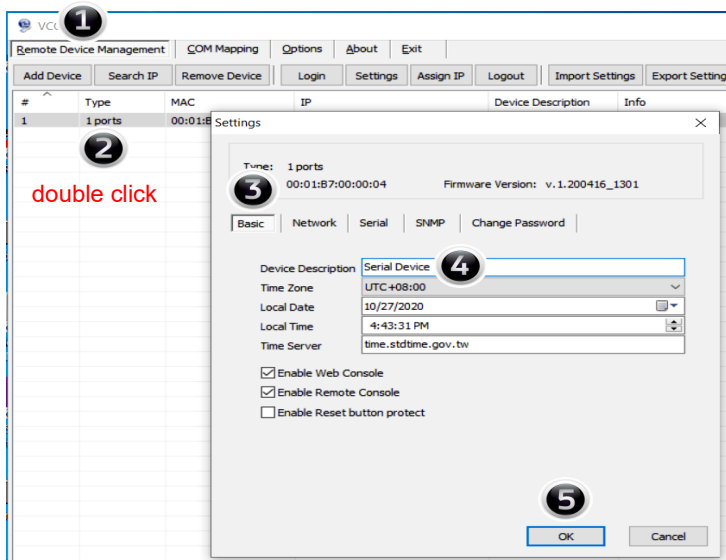 1
VCO
Remote Device Management COM Mapping Options About Exit
Add Device Search IP Remove Device Login Settings Assign IP Logout Import Settings Export Setting
# Type MAC IP Device Description Info
1 1 ports 00:01:B
2
double click
Settings
Type: 1 ports
3
00:01:B7:00:00:04 Firmware Version: v.1.200416_1301
Basic Network Serial SNMP Change Password
Device Description Serial Device
4
Time Zone UTC+08:00
Local Date 10/27/2020
Local Time 4:43:31 PM
Time Server time.stdtime.gov.tw
Enable Web Console
Enable Remote Console
Enable Reset button protect
5
OK Cancel